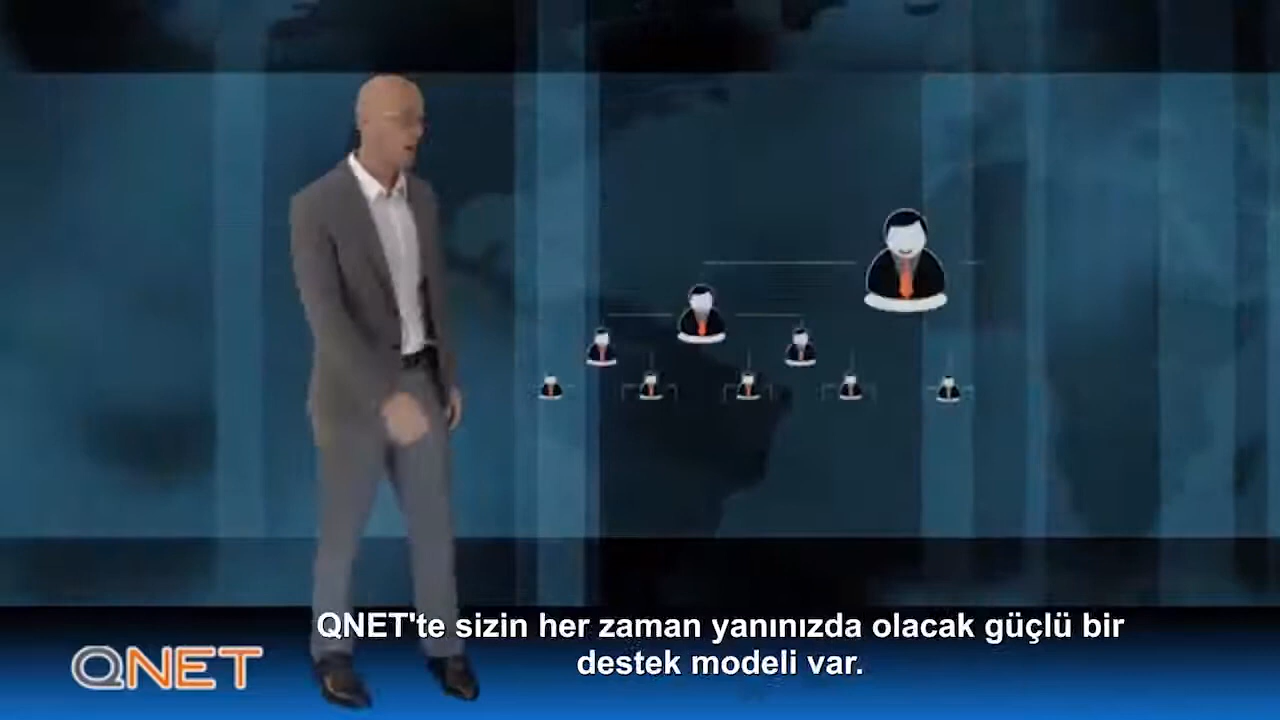 QNET'te sizin her zaman yanınızda olacak güçlü bir
destek modeli var.
QNET